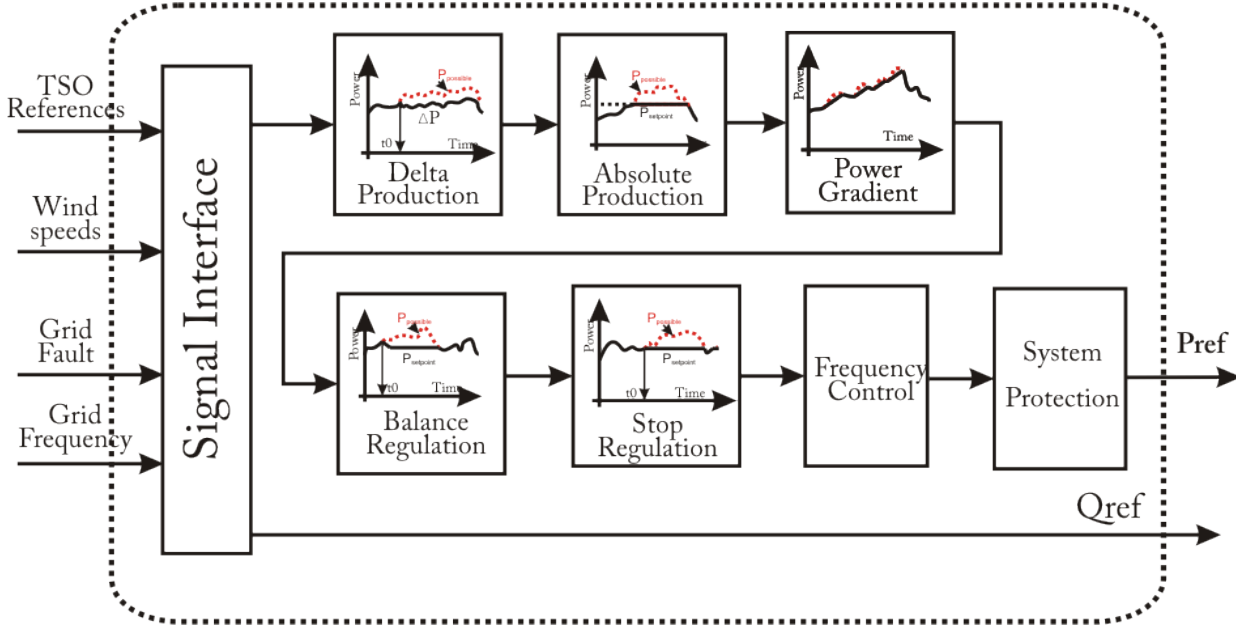 TSO
References
Wind
speeds
Grid
Fault
Grid
Frequency
Signal Interface
Power
Ppossible
ΔP
t0
Time
Delta
Production
Power
Ppossible
Psetpoint
Absolute
Production
Power
Time
Power
Gradient
Power
Ppossible
Psetpoint
t0
Time
Balance
Regulation
Power
Ppossible
Psetpoint
t0
Time
Stop
Regulation
Frequency
Control
System
Protection
Pref
Qref